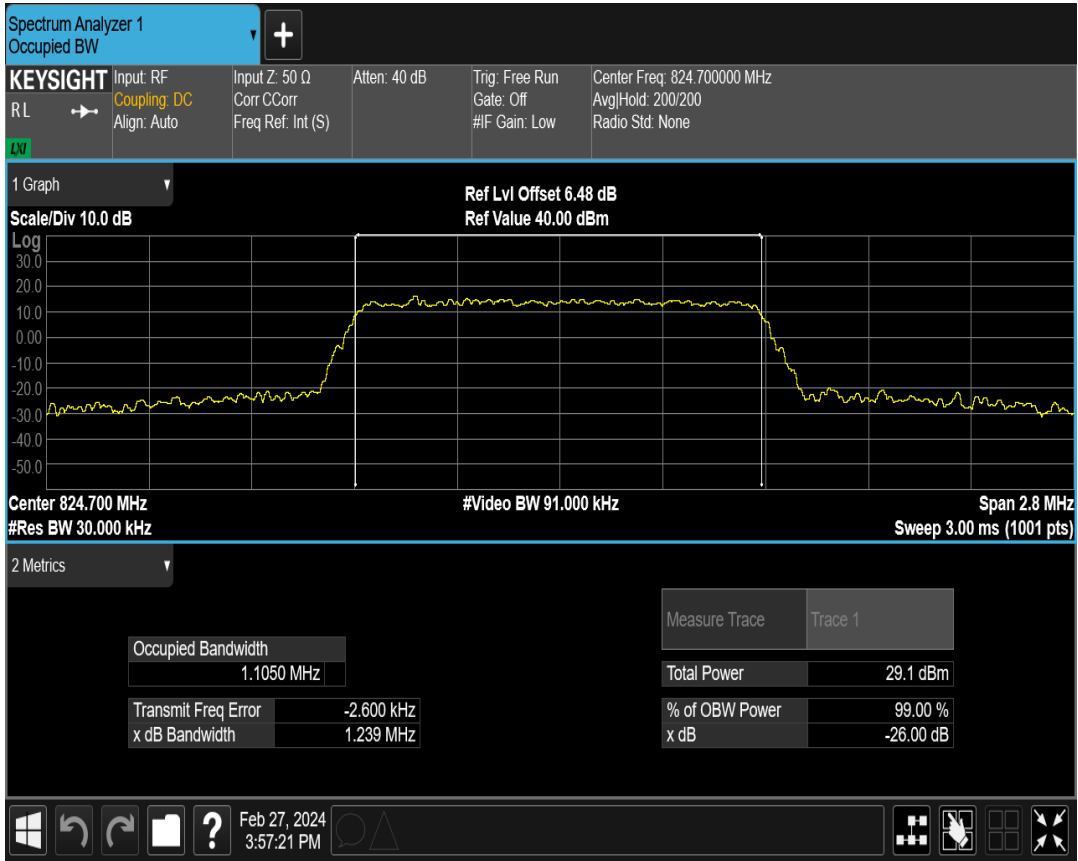 Spectrum Analyzer 1
Occupied BW
KEYSIGHT
RL
LXI
Input: RF
Coupling: DC
Align: Auto
Input Z: 50 Ω
Corr CCorr
Freq Ref: Int (S)
Atten: 40 dB
Trig: Free Run
Gate: Off
#IF Gain: Low
Center Freq: 824.700000 MHz
Avg|Hold: 200/200
Radio Std: None
1 Graph
Scale/Div 10.0 dB
Ref Lvl Offset 6.48 dB
Ref Value 40.00 dBm
Log
30.0
20.0
10.0
0.00
-10.0
-20.0
-30.0
-40.0
-50.0
Center 824.700 MHz
#Video BW 91.000 kHz
Span 2.8 MHz
#Res BW 30.000 kHz
Sweep 3.00 ms (1001 pts)
2 Metrics
Measure Trace Trace 1
Occupied Bandwidth
1.1050 MHz
Total Power 29.1 dBm
Transmit Freq Error -2.600 kHz
% of OBW Power 99.00 %
x dB Bandwidth 1.239 MHz
x dB -26.00 dB
?
Feb 27, 2024
3:57:21 PM